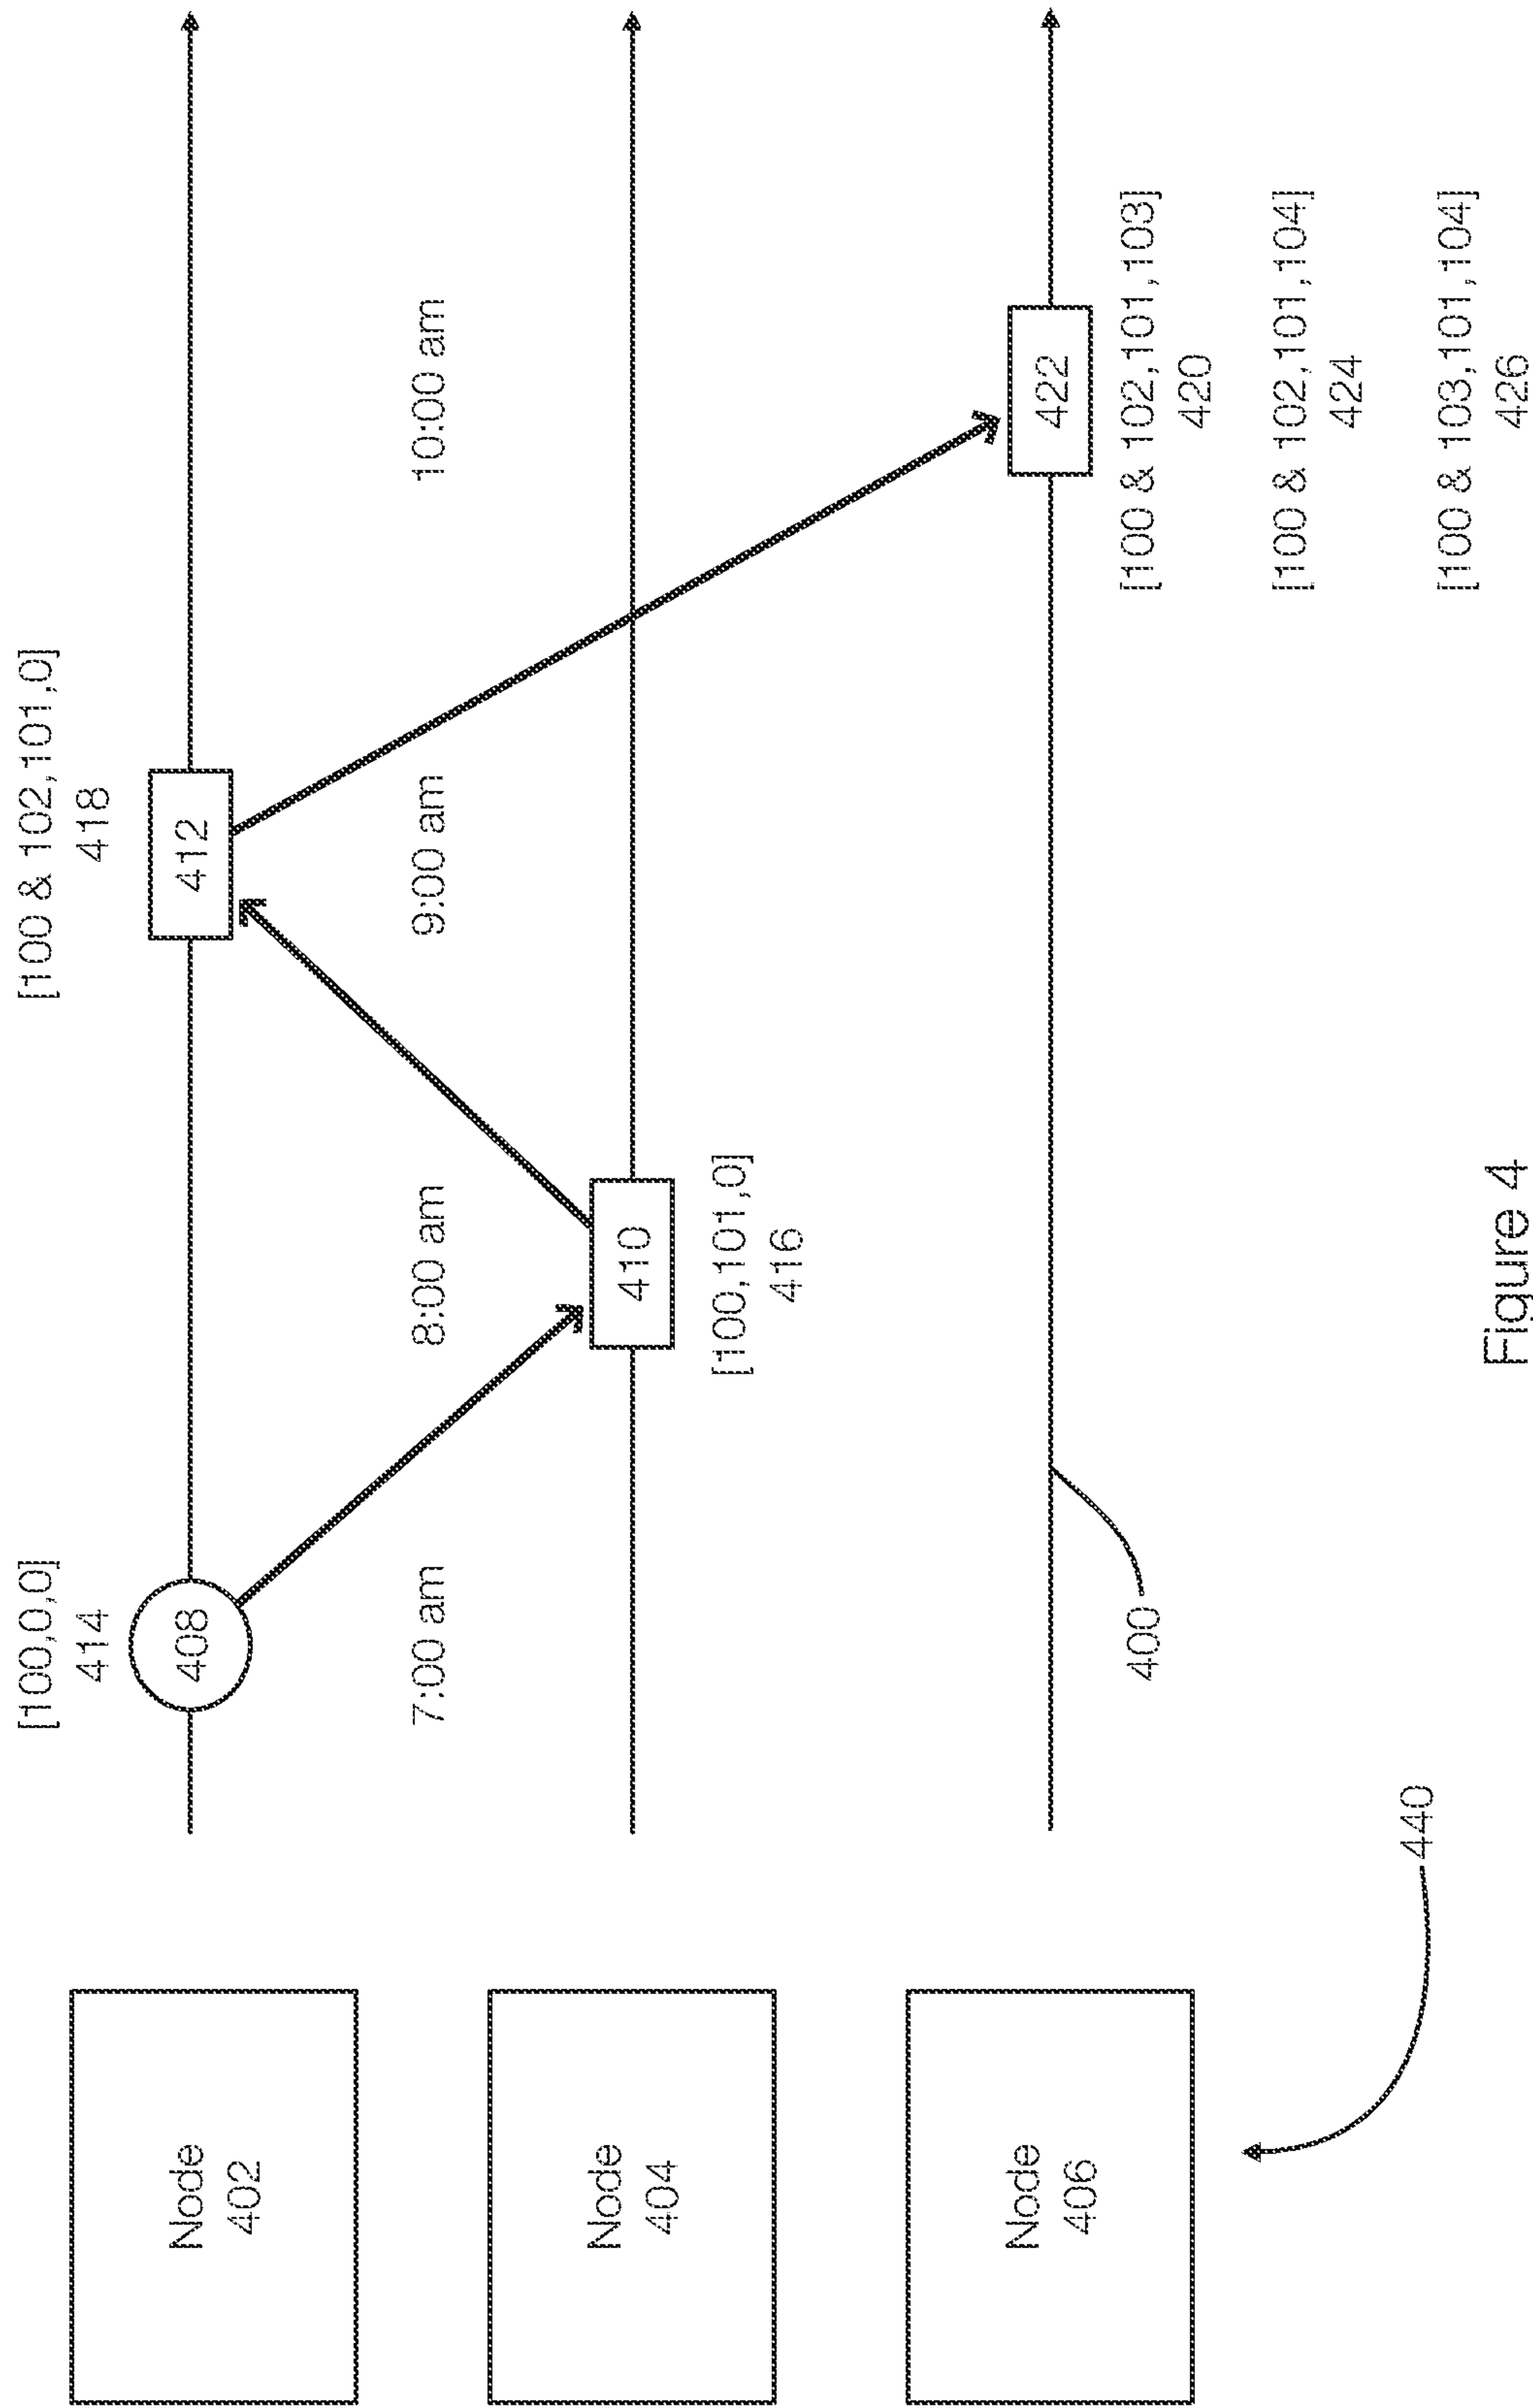 [100,0,0]
414
[100 & 102,101,0]
418
Node
402
408
412
7:00 am
8:00 am
9:00 am
10:00 am
Node
404
410
[100,101,0]
416
Node
406
422
400
[100 & 102,101,103]
420
[100 & 102,101,104]
424
[100 & 103,101,104]
426
440
Figure 4